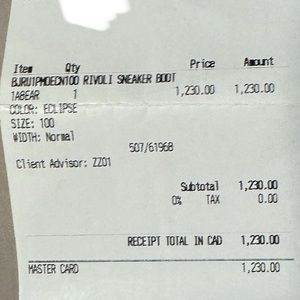 Item Qty Price Amount
BJRU1PMOECN100 RIVOLI SNEAKER BOOT
1A8EAR 1 1,230.00 1,230.00
COLOR: ECLIPSE
SIZE: 100
WIDTH: Normal
507/61968
Client Advisor: ZZ01
Subtotal 1,230.00
0% TAX 0.00
RECEIPT TOTAL IN CAD 1,230.00
MASTER CARD 1,230.00